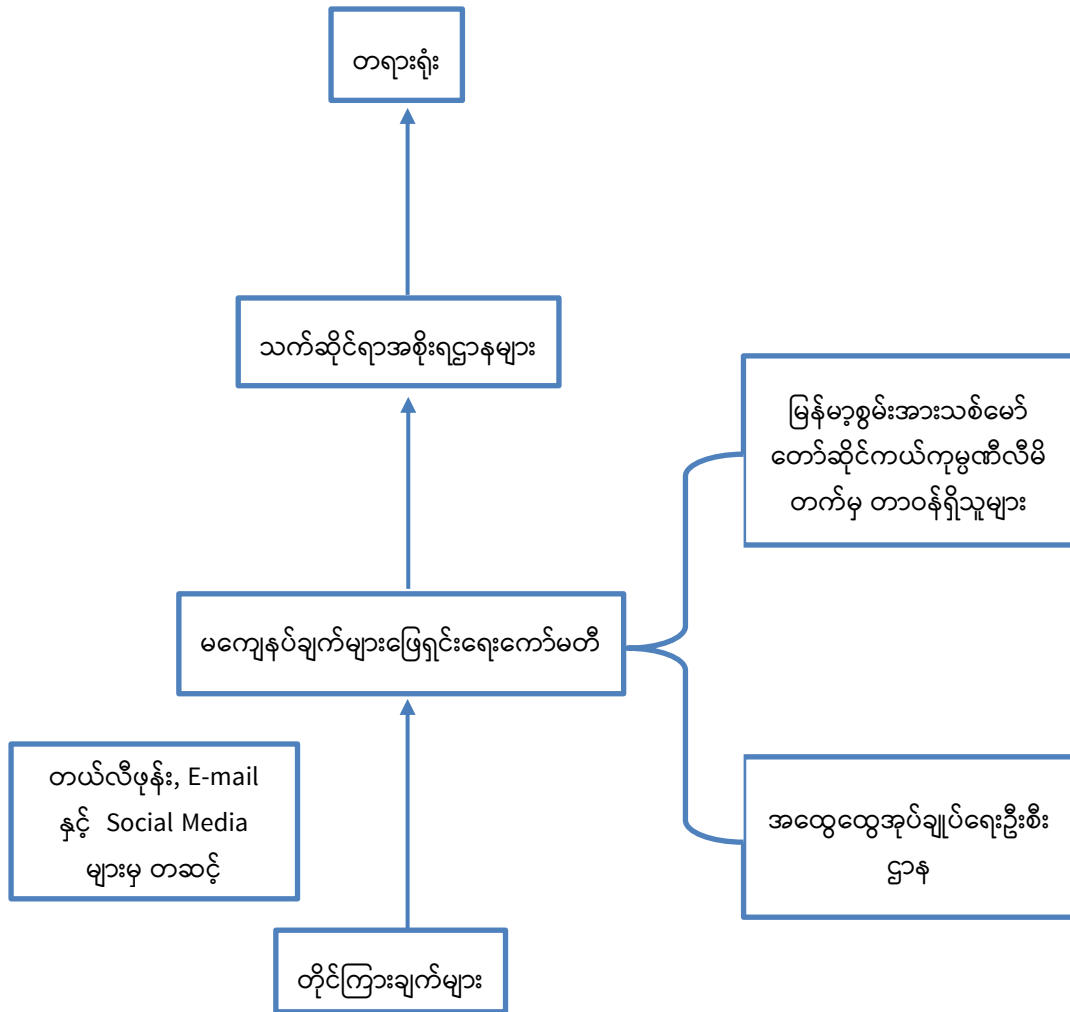 တရားရုံး
သက်ဆိုင်ရာအစိုးရဌာနများ
မြန်မာ့စွမ်းအားသစ်မော်
တော်ဆိုင်ကယ်ကုမ္ပဏီလီမိ
တက်မှ တာဝန်ရှိသူများ
မကျေနပ်ချက်များဖြေရှင်းရေးကော်မတီ
တယ်လီဖုန်း, E-mail
နှင့် Social Media
များမှ တဆင့်
အထွေထွေအုပ်ချုပ်ရေးဦးစီး
ဌာန
တိုင်ကြားချက်များ